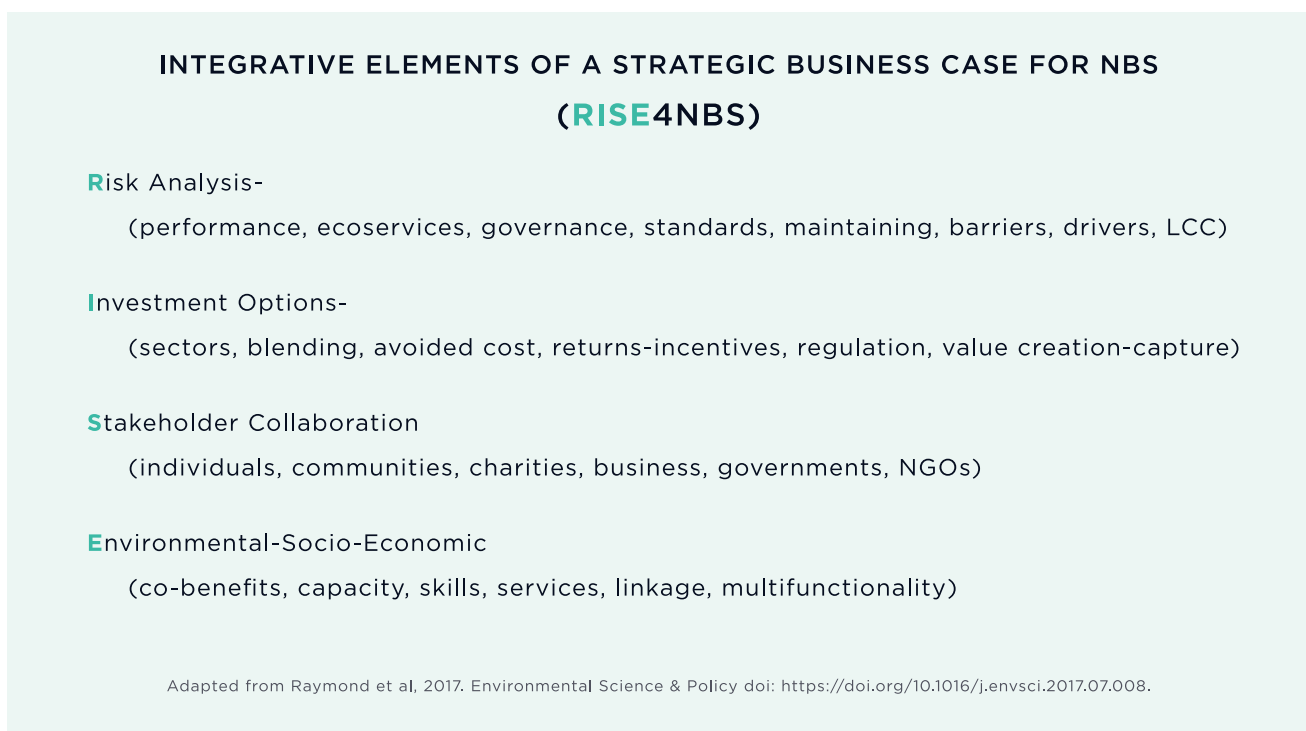 INTEGRATIVE ELEMENTS OF A STRATEGIC BUSINESS CASE FOR NBS
(RISE4NBS)
Risk Analysis-
(performance, ecoservices, governance, standards, maintaining, barriers, drivers, LCC)
Investment Options-
(sectors, blending, avoided cost, returns-incentives, regulation, value creation-capture)
Stakeholder Collaboration
(individuals, communities, charities, business, governments, NGOs)
Environmental-Socio-Economic
(co-benefits, capacity, skills, services, linkage, multifunctionality)
Adapted from Raymond et al, 2017. Environmental Science & Policy doi: https://doi.org/10.1016/j.envsci.2017.07.008.